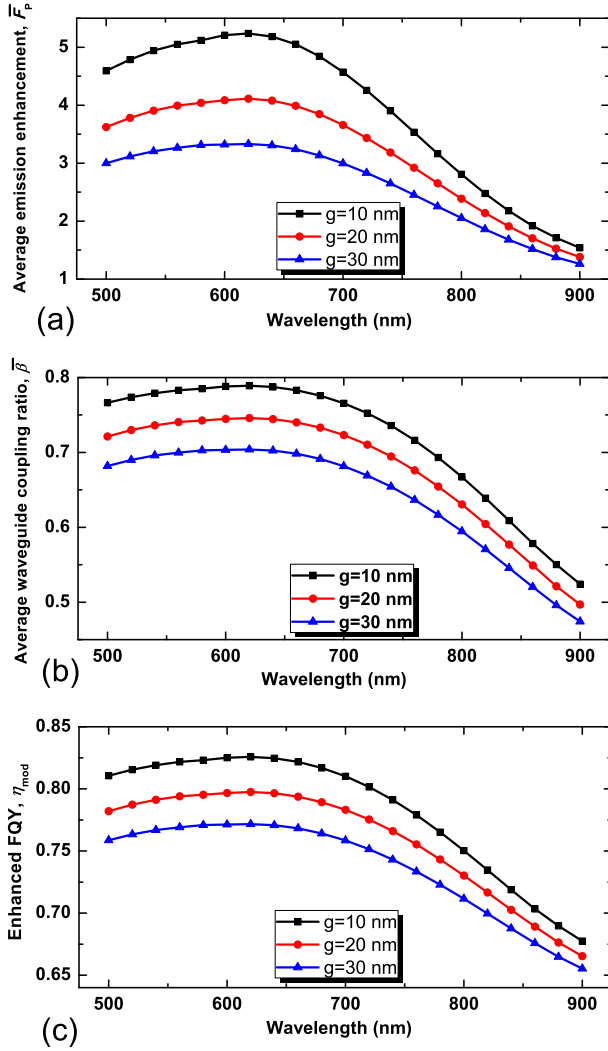 Average emission enhancement, F̅ₚ
5
4
3
2
1
g=10 nm
g=20 nm
g=30 nm
500 600 700 800 900
Wavelength (nm)
(a)
Average waveguide coupling ratio, β̅
0.8
0.7
0.6
0.5
g=10 nm
g=20 nm
g=30 nm
500 600 700 800 900
Wavelength (nm)
(b)
Enhanced FQY, η_mod
0.85
0.80
0.75
0.70
0.65
g=10 nm
g=20 nm
g=30 nm
500 600 700 800 900
Wavelength (nm)
(c)